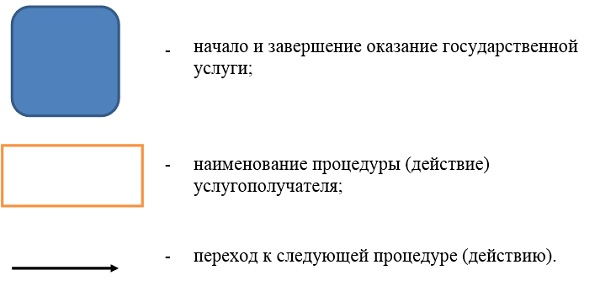 - начало и завершение оказание государственной
услуги;
- наименование процедуры (действие)
услугополучателя;
- переход к следующей процедуре (действию).